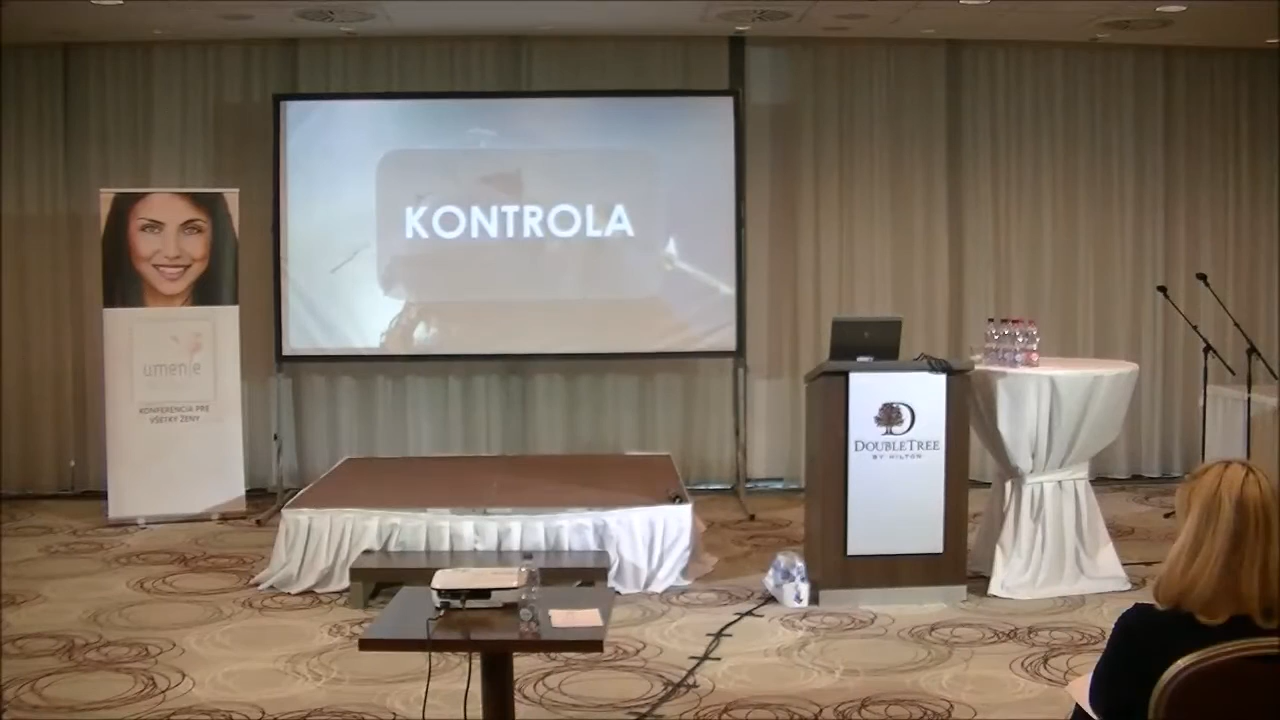 KONTROLA
umenie
KONFERENCIA PRE
VŠETKY ŽENY
D
DOUBLETREE
BY HILTON